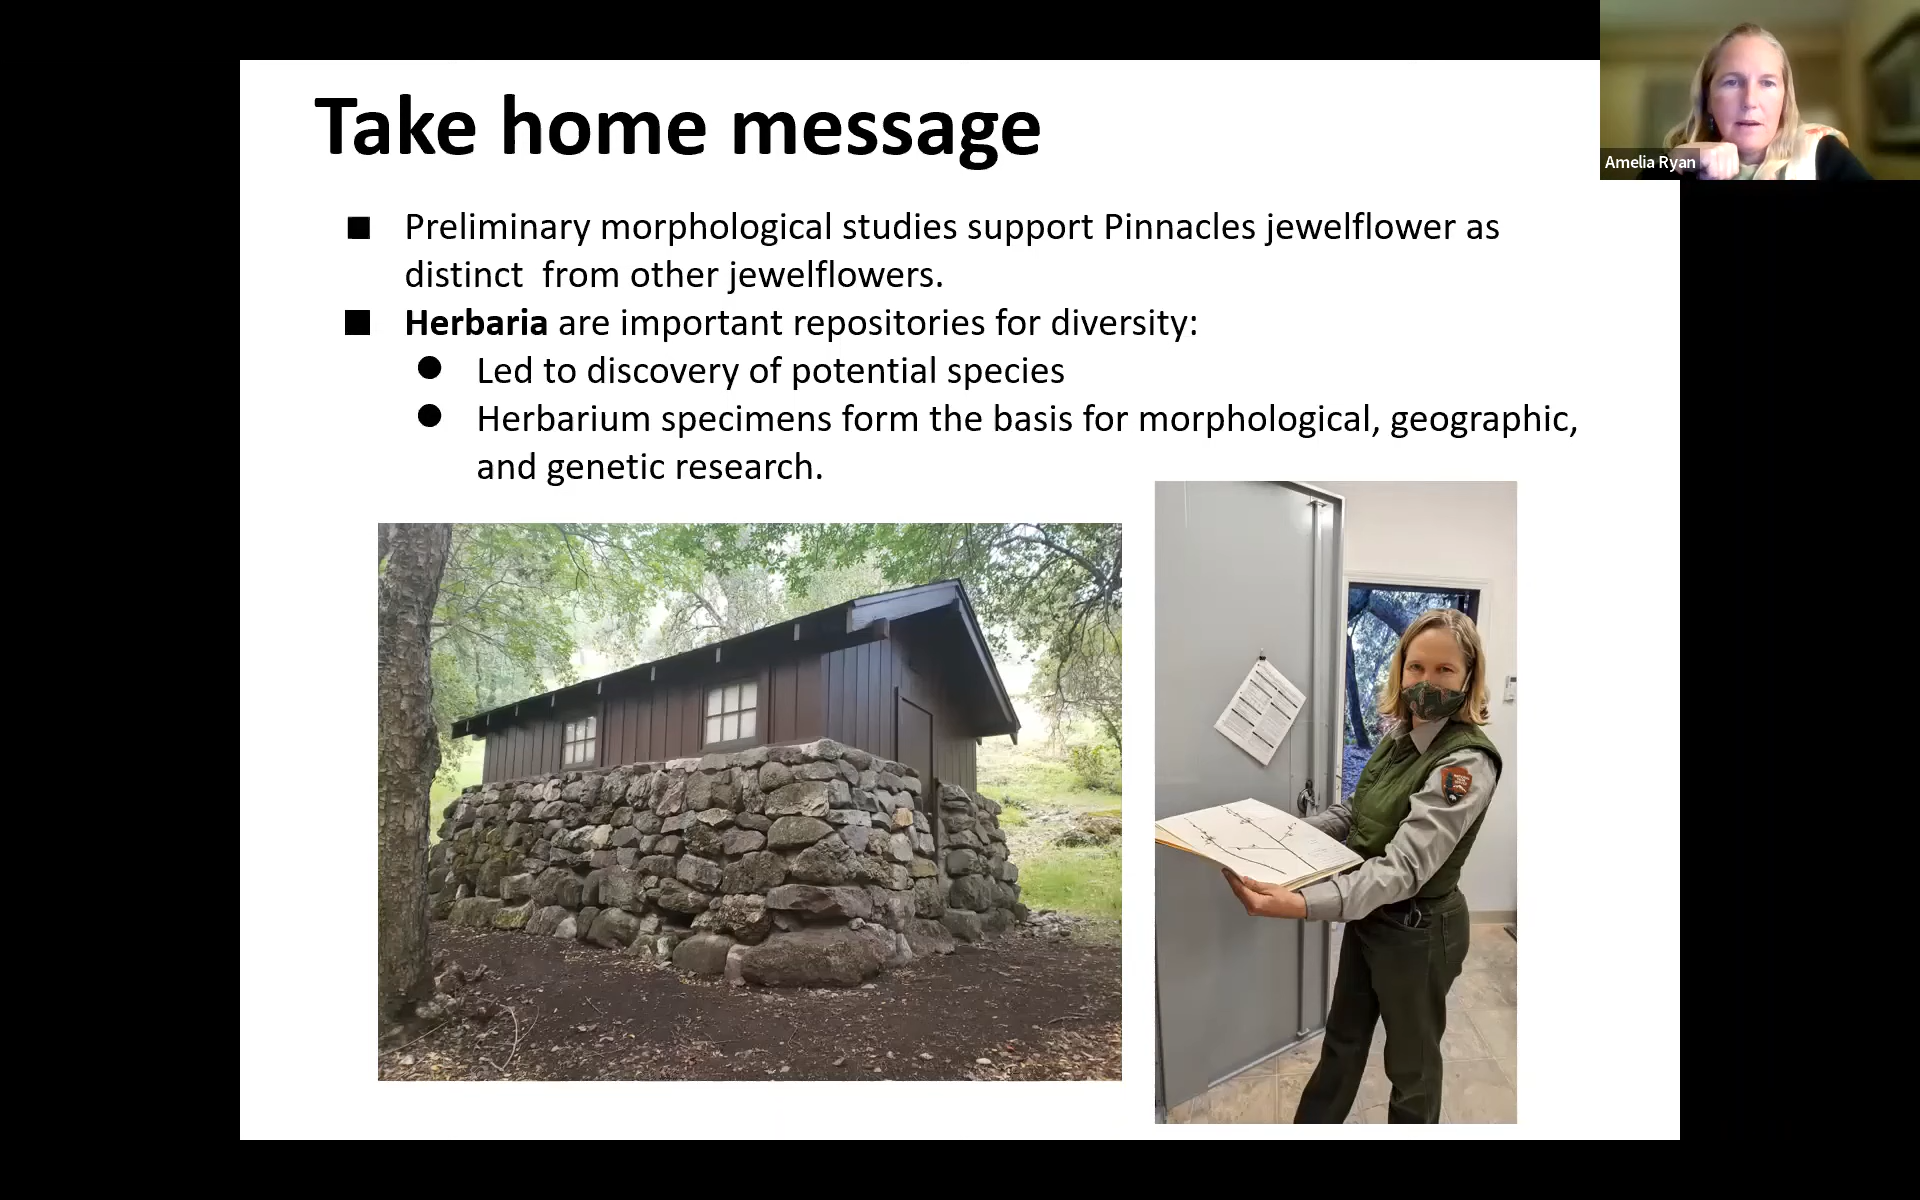 Take home message
Amelia Ryan
■ Preliminary morphological studies support Pinnacles jewelflower as
distinct  from other jewelflowers.
■ Herbaria are important repositories for diversity:
● Led to discovery of potential species
● Herbarium specimens form the basis for morphological, geographic,
and genetic research.